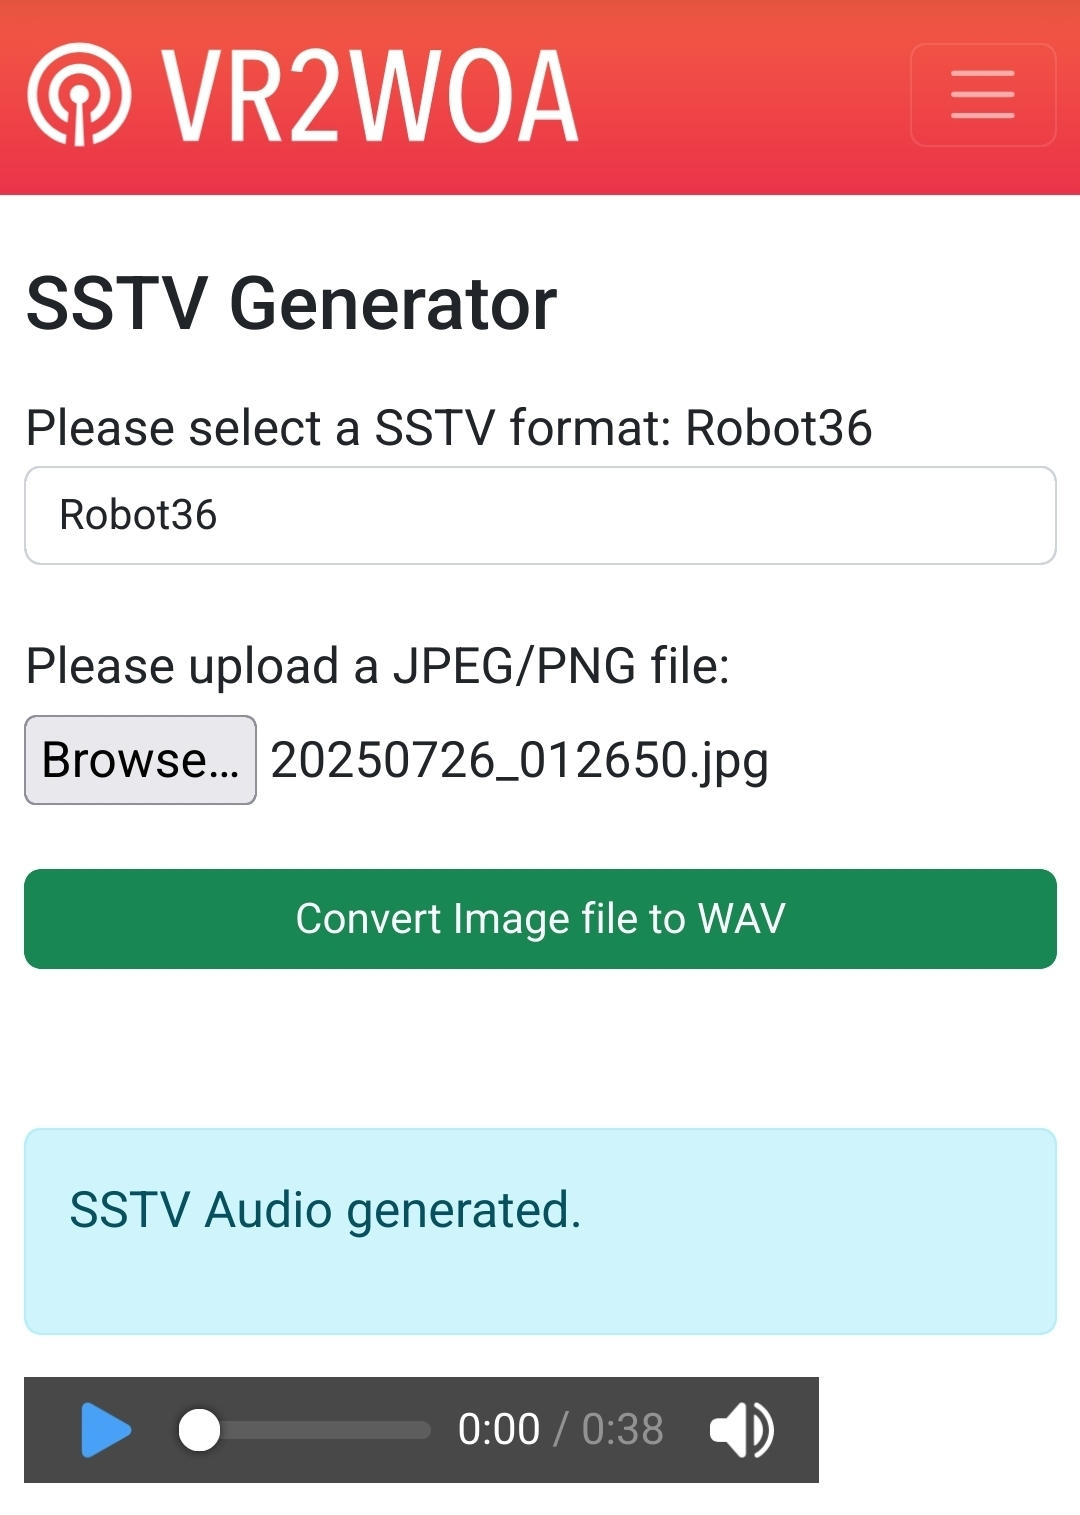 VR2WOA
SSTV Generator
Please select a SSTV format: Robot36
Robot36
Please upload a JPEG/PNG file:
Browse... 20250726_012650.jpg
Convert Image file to WAV
SSTV Audio generated.
0:00 / 0:38